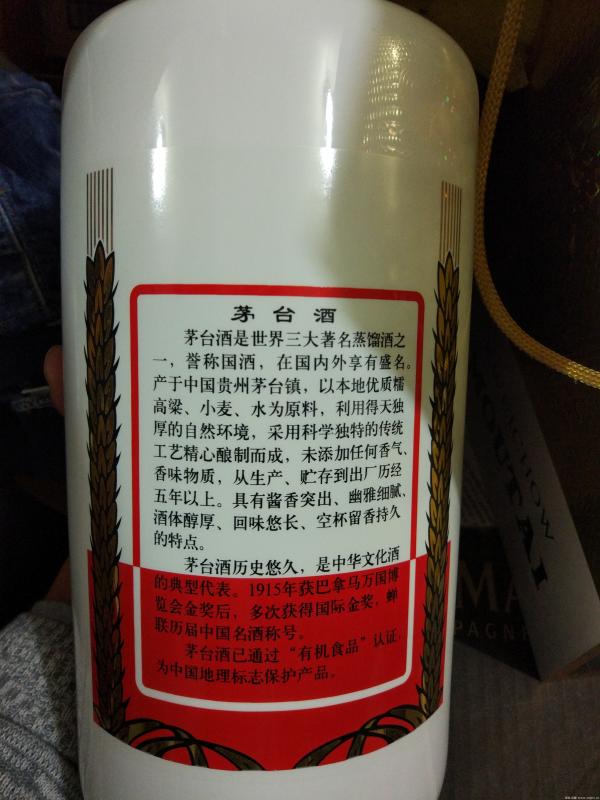 茅台酒
茅台酒是世界三大著名蒸馏酒之
一，誉称国酒，在国内外享有盛名。
产于中国贵州茅台镇，以本地优质糯
高粱、小麦、水为原料，利用得天独
厚的自然环境，采用科学独特的传统
工艺精心酿制而成，未添加任何香气、
香味物质，从生产、贮存到出厂历经
五年以上。具有酱香突出、幽雅细腻、
酒体醇厚、回味悠长、空杯留香持久
的特点。
茅台酒历史悠久，是中华文化酒
的典型代表。1915年获巴拿马万国博
览会金奖后，多次获得国际金奖，蝉
联历届中国名酒称号。
茅台酒已通过“有机食品”认证，
为中国地理标志保护产品。